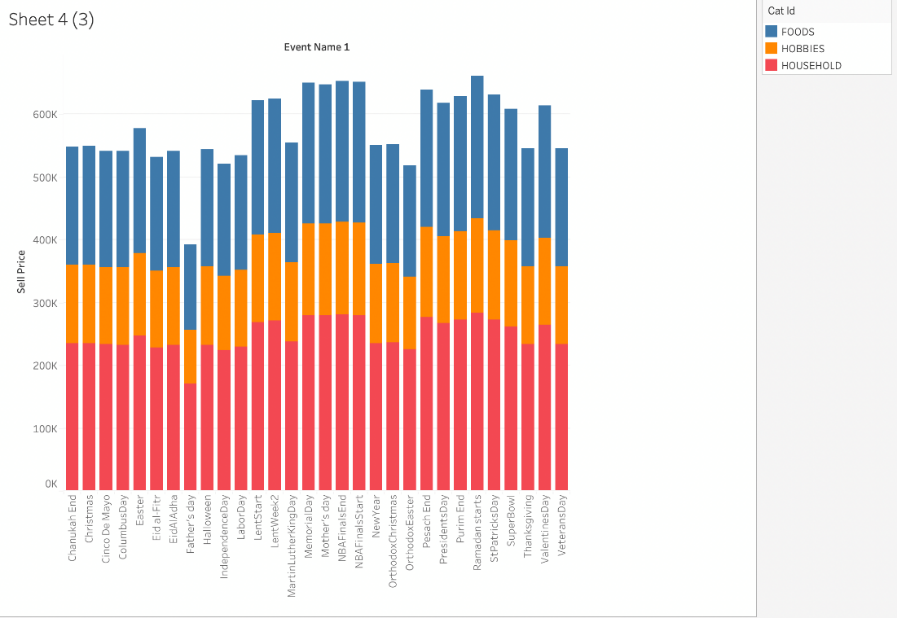 Sheet 4 (3)
Cat Id
FOODS
HOBBIES
HOUSEHOLD
Event Name 1
Sell Price
600K
500K
400K
300K
200K
100K
0K
Chanukah End
Christmas
Cinco De Mayo
ColumbusDay
Easter
Eid al-Fitr
EidAlAdha
Father's day
Halloween
IndependenceDay
LaborDay
LentStart
LentWeek2
MartinLutherKingDay
MemorialDay
Mother's day
NBAFinalsEnd
NBAFinalsStart
NewYear
OrthodoxChristmas
OrthodoxEaster
Pesach End
PresidentsDay
Purim End
Ramadan starts
StPatricksDay
SuperBowl
Thanksgiving
ValentinesDay
VeteransDay